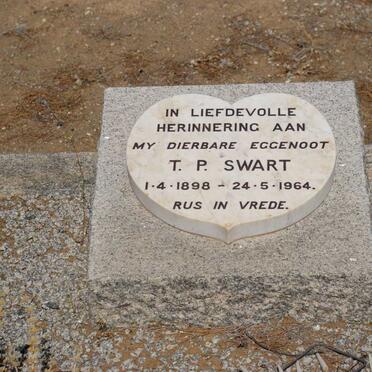 IN LIEFDEVOLLE
HERINNERING AAN
MY DIERBARE EGGENOOT
T. P. SWART
1·4·1898 - 24·5·1964.
RUS IN VREDE.